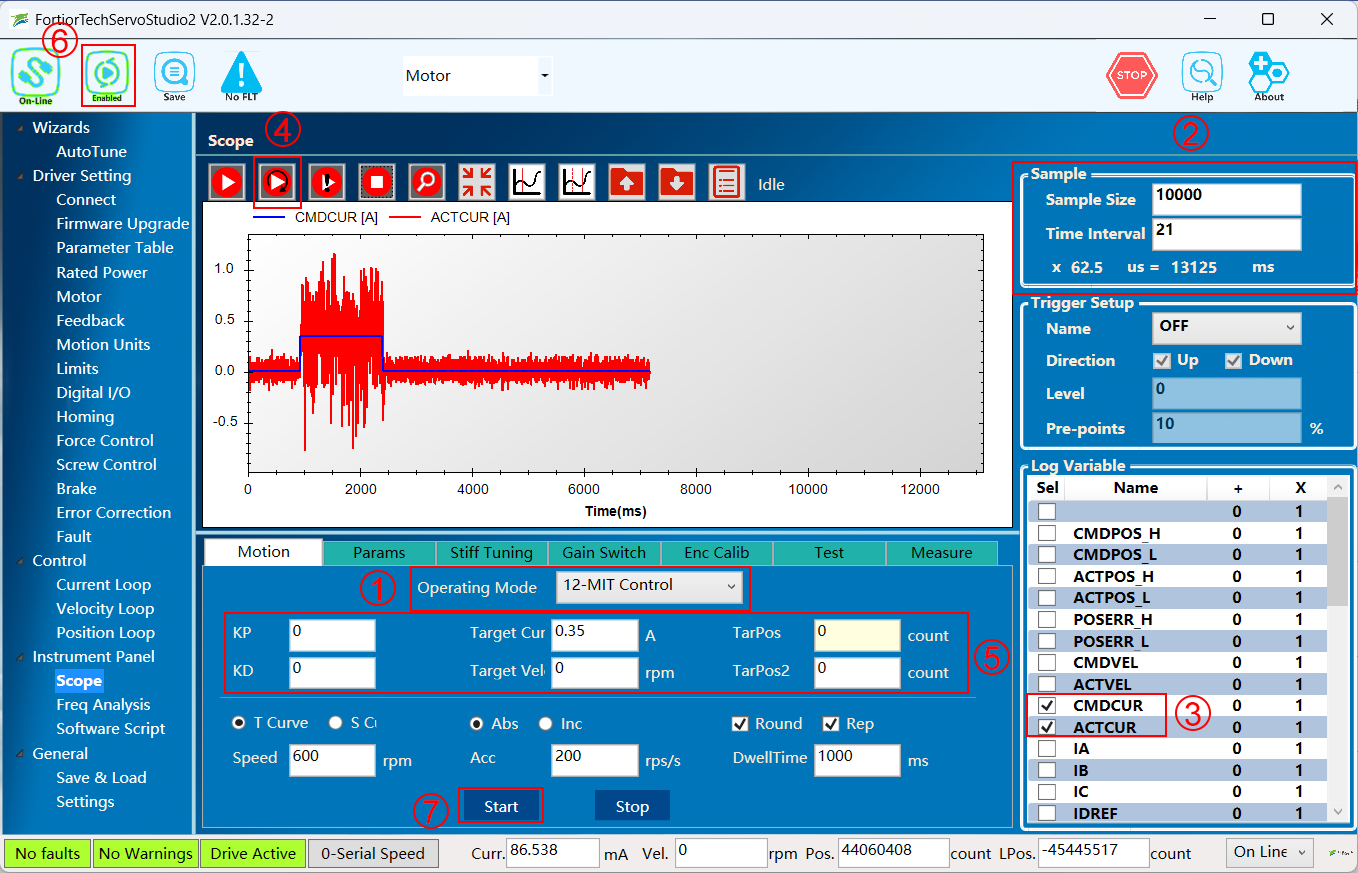 FortiorTechServoStudio2 V2.0.1.32-2
⑥
On-Line
Enabled
Save
No FLT
Motor
STOP
Help
About
Wizards
AutoTune
Driver Setting
Connect
Firmware Upgrade
Parameter Table
Rated Power
Motor
Feedback
Motion Units
Limits
Digital I/O
Homing
Force Control
Screw Control
Brake
Error Correction
Fault
Control
Current Loop
Velocity Loop
Position Loop
Instrument Panel
Scope
Freq Analysis
Software Script
General
Save & Load
Settings
Scope
④
Idle
CMDCUR [A] ACTCUR [A]
1.0
0.5
0.0
-0.5
0 2000 4000 6000 8000 10000 12000
Time(ms)
②
Sample
Sample Size 10000
Time Interval 21
x 62.5 us = 13125 ms
Trigger Setup
Name OFF
Direction Up Down
Level 0
Pre-points 10 %
Log Variable
Sel Name + X
0 1
CMDPOS_H 0 1
CMDPOS_L 0 1
ACTPOS_H 0 1
ACTPOS_L 0 1
POSERR_H 0 1
POSERR_L 0 1
CMDVEL 0 1
ACTVEL 0 1
CMDCUR 0 1
ACTCUR 0 1
③
IA 0 1
IB 0 1
IC 0 1
IDREF 0 1
Motion Params Stiff Tuning Gain Switch Enc Calib Test Measure
① Operating Mode 12-MIT Control
KP 0 Target Cur 0.35 A TarPos 0 count
KD 0 Target Vel 0 rpm TarPos2 0 count
⑤
T Curve S Cu Abs Inc Round Rep
Speed 600 rpm Acc 200 rps/s DwellTime 1000 ms
⑦ Start Stop
No faults No Warnings Drive Active 0-Serial Speed Curr. 86.538 mA Vel. 0 rpm Pos. 44060408 count LPos. -45445517 count On Line